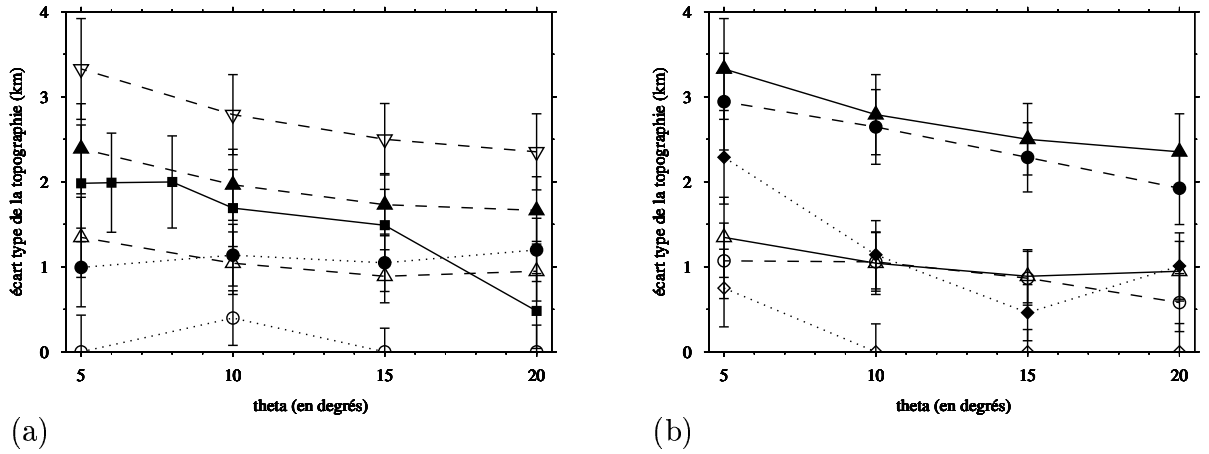 4
3
2
1
0
écart type de la topographie (km)
5 10 15 20
theta (en degrés)
(a)
4
3
2
1
0
écart type de la topographie (km)
5 10 15 20
theta (en degrés)
(b)